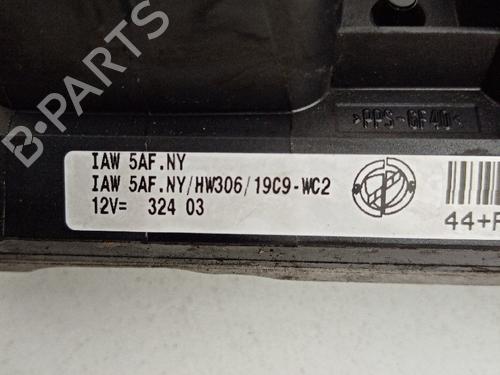 B-PARTS
>PPS-GF40<
IAW 5AF.NY
IAW 5AF.NY/HW306/19C9-WC2
12V= 324 03
44+F